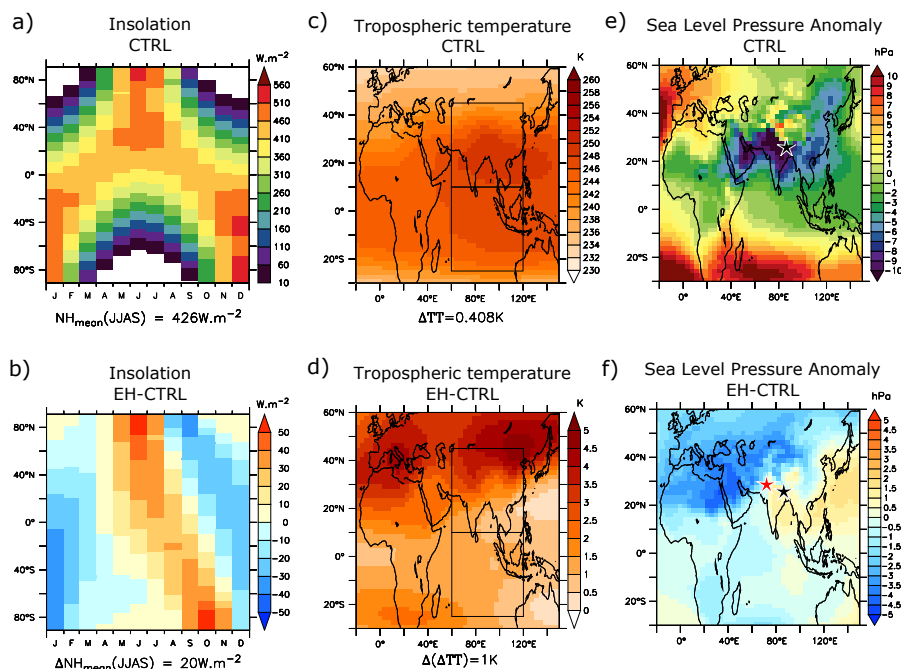 a)
Insolation
CTRL
W.m-2
80°N
40°N
0°N
40°S
80°S
560
510
460
410
360
310
260
210
160
110
60
10
J F M A M J J A S O N D
NHmean(JJAS) = 426W.m-2
c)
Tropospheric temperature
CTRL
K
60°N
40°N
20°N
0°N
20°S
260
258
256
254
252
250
248
246
244
242
240
238
236
234
232
230
0° 40°E 80°E 120°E
ΔTT=0.408K
e)
Sea Level Pressure Anomaly
CTRL
hPa
60°N
40°N
20°N
0°N
20°S
10
9
8
7
6
5
4
3
2
1
0
-1
-2
-3
-4
-5
-6
-7
-8
-9
-10
0° 40°E 80°E 120°E
b)
Insolation
EH-CTRL
W.m-2
80°N
40°N
0°N
40°S
80°S
50
40
30
20
10
0
-10
-20
-30
-40
-50
J F M A M J J A S O N D
ΔNHmean(JJAS) = 20W.m-2
d)
Tropospheric temperature
EH-CTRL
K
60°N
40°N
20°N
0°N
20°S
5
4.5
4
3.5
3
2.5
2
1.5
1
0.5
0
0° 40°E 80°E 120°E
Δ(ΔTT)=1K
f)
Sea Level Pressure Anomaly
EH-CTRL
hPa
60°N
40°N
20°N
0°N
20°S
5
4.5
4
3.5
3
2.5
2
1.5
1
0.5
0
-0.5
-1
-1.5
-2
-2.5
-3
-3.5
-4
-4.5
-5
0° 40°E 80°E 120°E